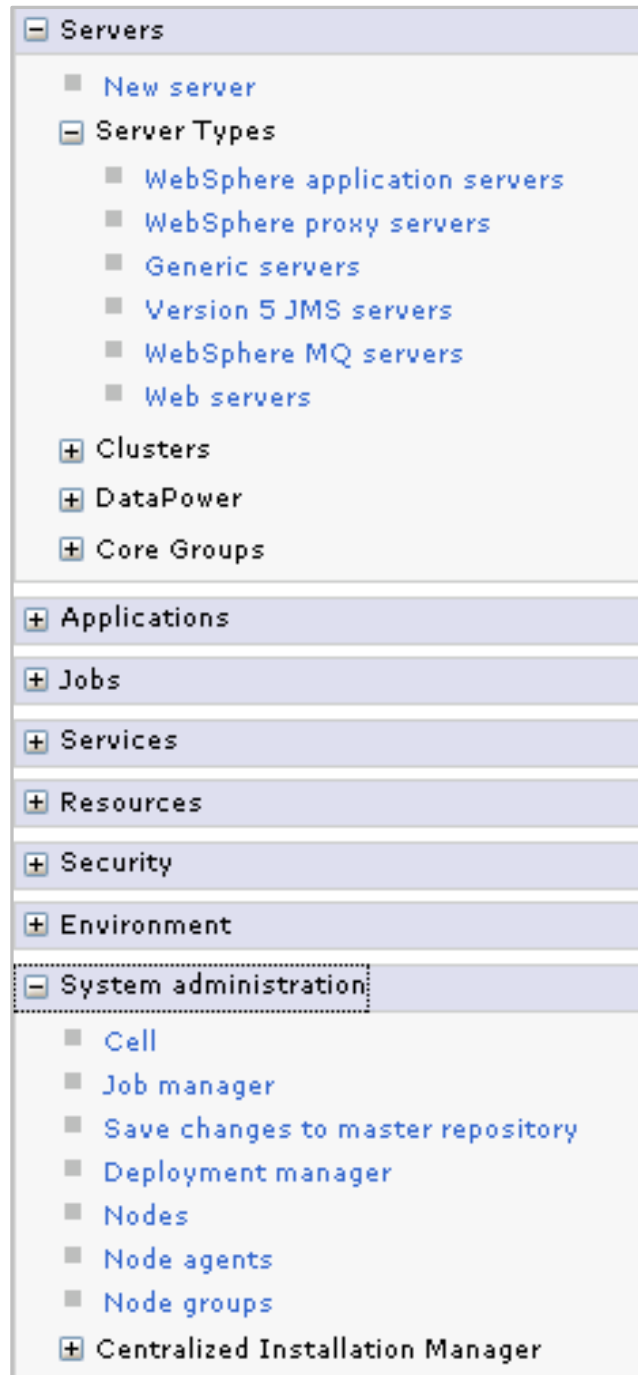 Servers
New server
Server Types
WebSphere application servers
WebSphere proxy servers
Generic servers
Version 5 JMS servers
WebSphere MQ servers
Web servers
Clusters
DataPower
Core Groups
Applications
Jobs
Services
Resources
Security
Environment
System administration
Cell
Job manager
Save changes to master repository
Deployment manager
Nodes
Node agents
Node groups
Centralized Installation Manager